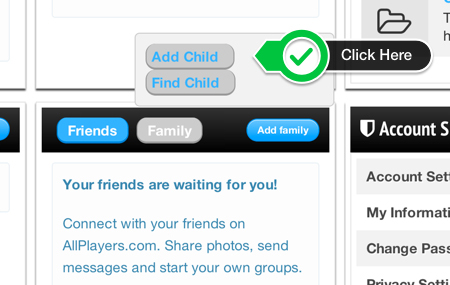 T
h
Add Child
Click Here
Find Child
Friends
Family
Add family
Account S
Your friends are waiting for you!
Connect with your friends on
AllPlayers.com. Share photos, send
messages and start your own groups.
Account Sett
My Informati
Change Pass
Privacy Setti